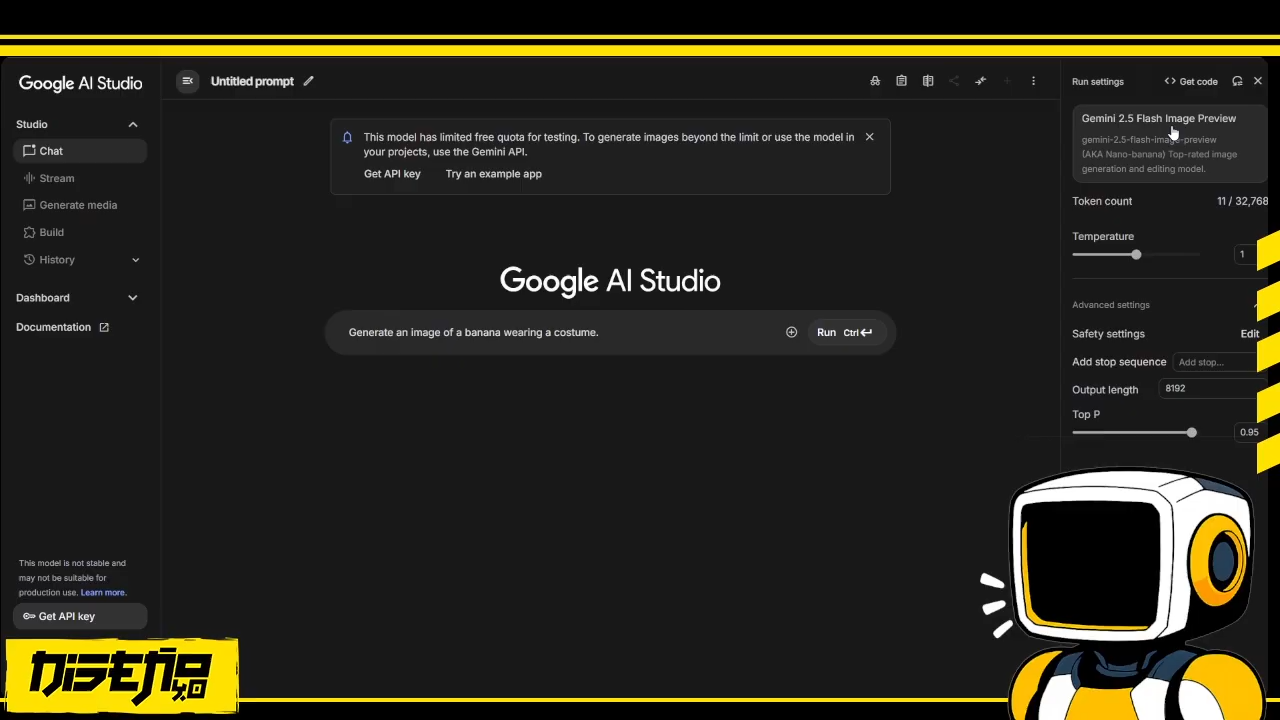 Google AI Studio
Studio
Chat
Stream
Generate media
Build
History
Dashboard
Documentation
This model is not stable and
may not be suitable for
production use. Learn more.
Get API key
Untitled prompt
This model has limited free quota for testing. To generate images beyond the limit or use the model in
your projects, use the Gemini API.
Get API key Try an example app
Google AI Studio
Generate an image of a banana wearing a costume.
Run Ctrl
Run settings
<> Get code
Gemini 2.5 Flash Image Preview
gemini-2.5-flash-image-preview
(AKA Nano-banana) Top-rated image
generation and editing model.
Token count 11 / 32,768
Temperature
1
Advanced settings
Safety settings Edit
Add stop sequence Add stop...
Output length 8192
Top P
0.95